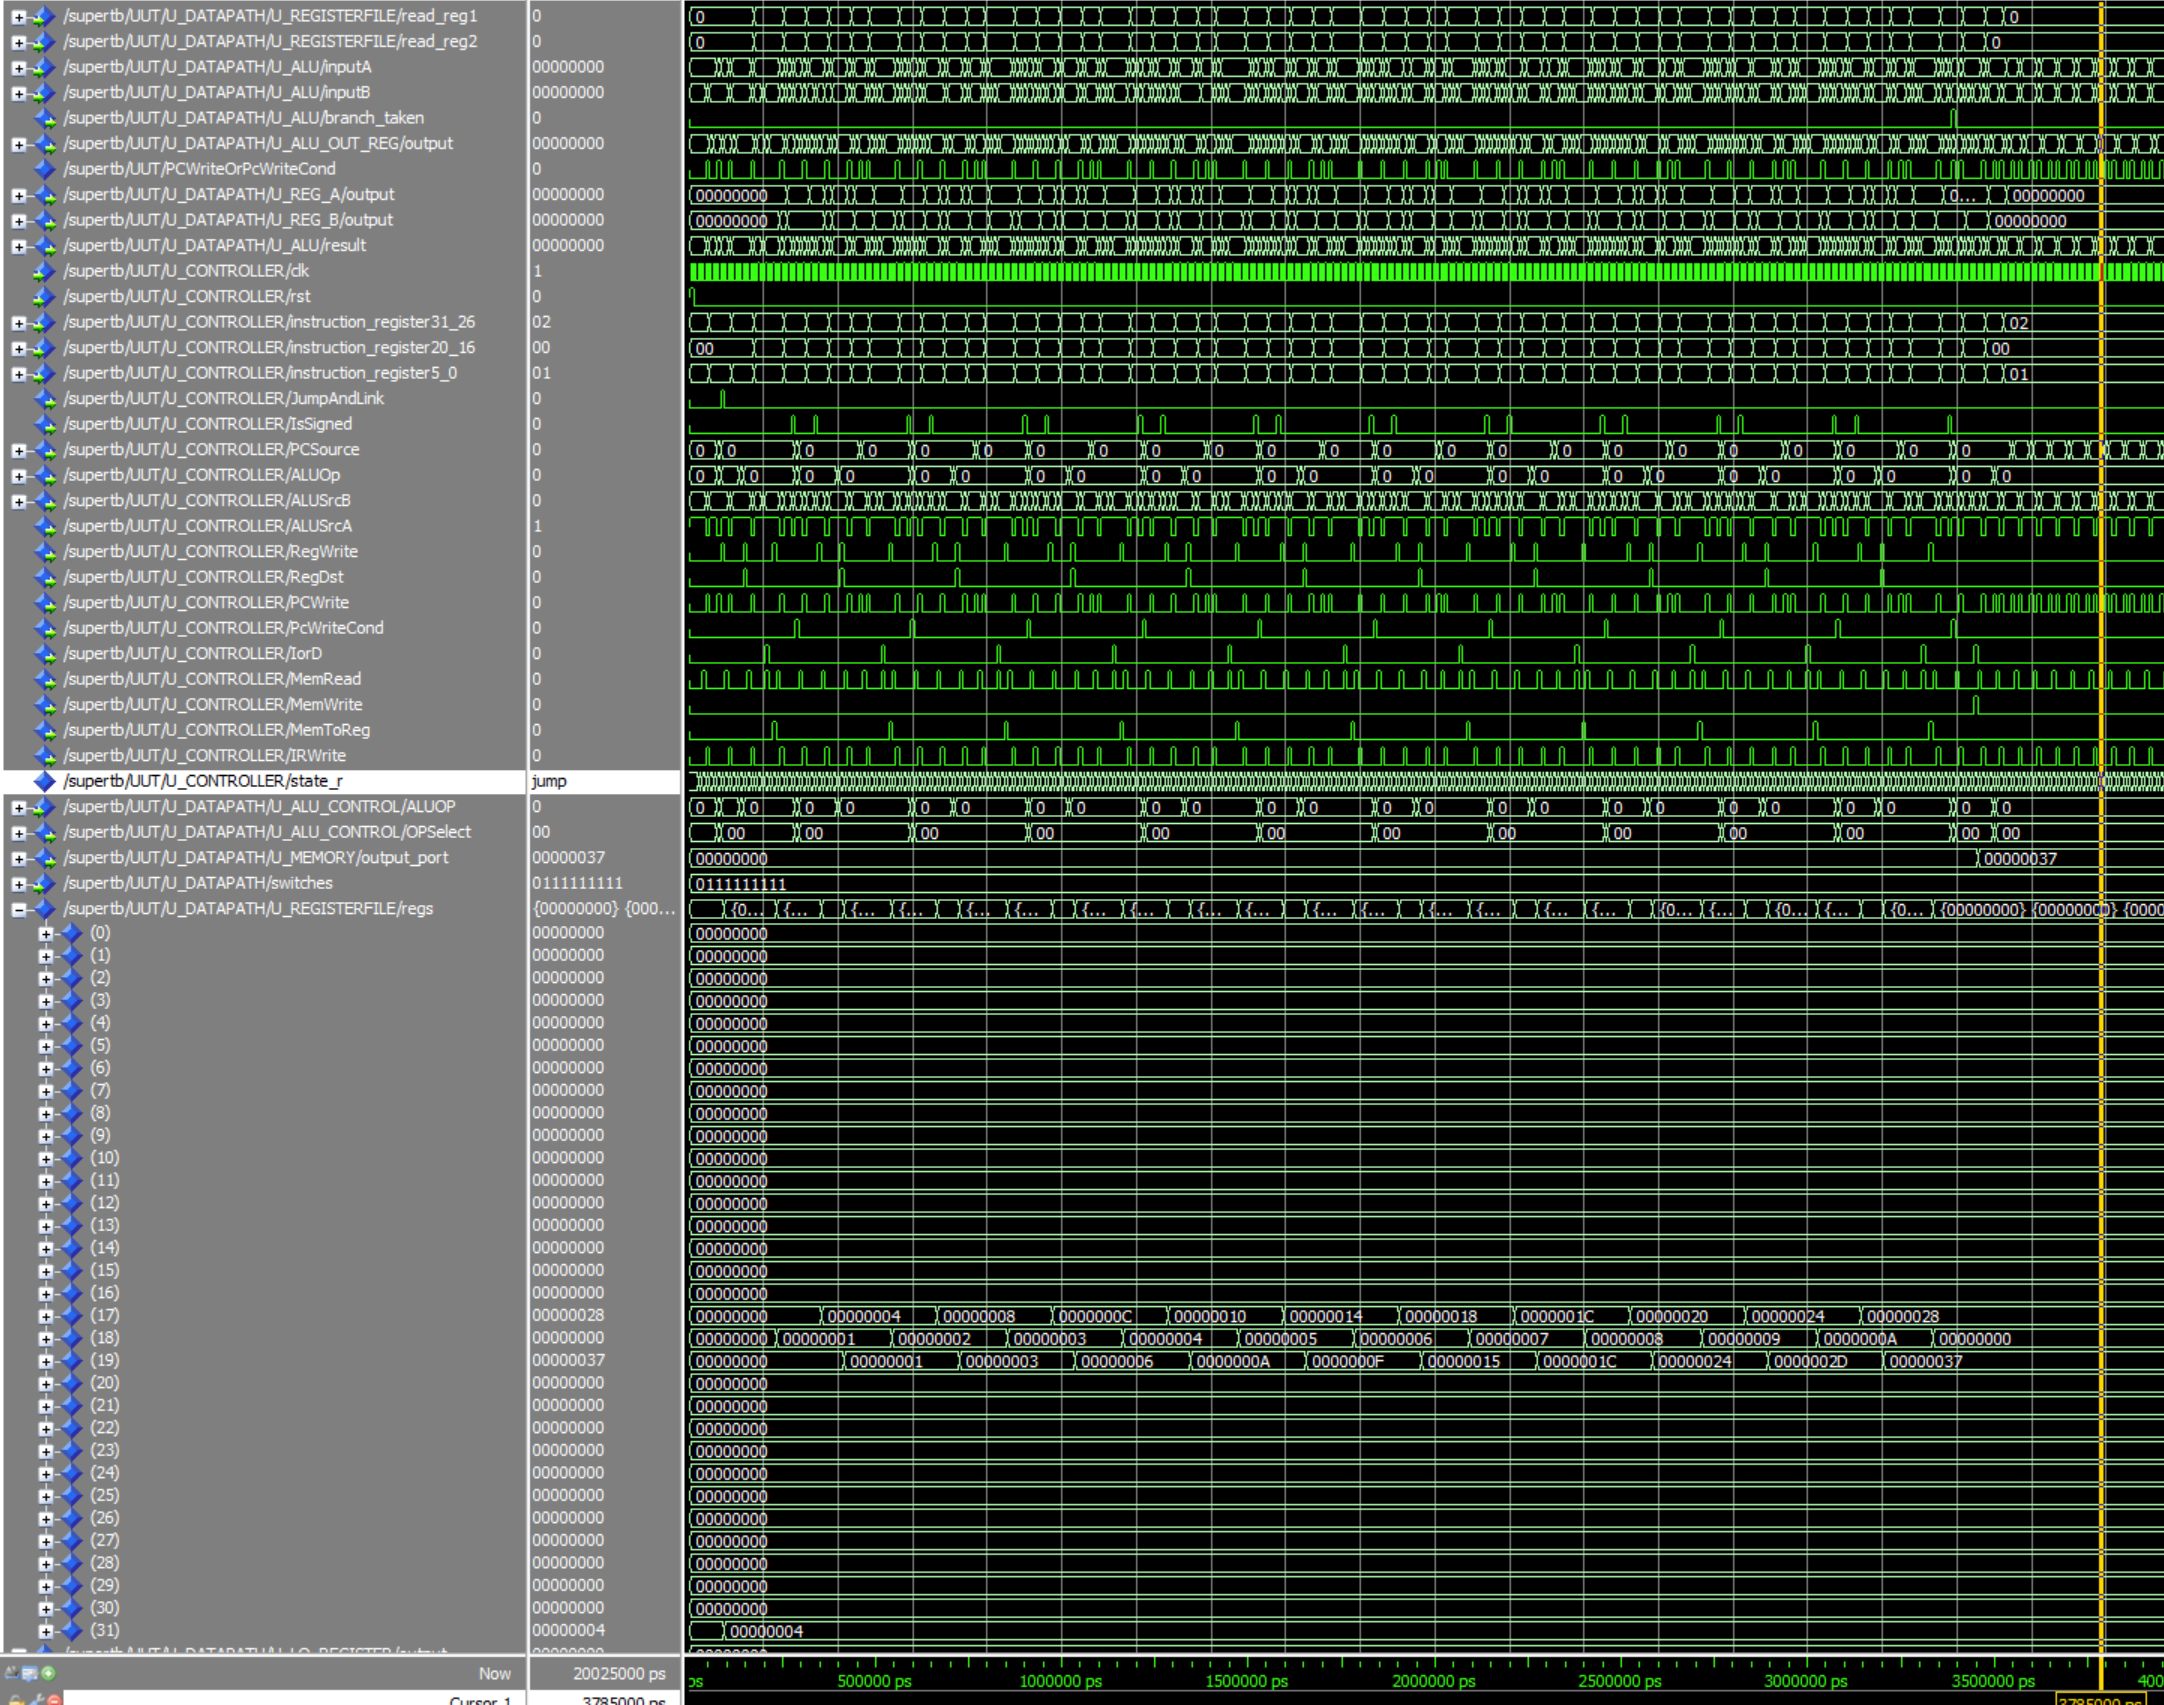 /supertb/UUT/U_DATAPATH/U_REGISTERFILE/read_reg1 0 0 0
/supertb/UUT/U_DATAPATH/U_REGISTERFILE/read_reg2 0 0 0
/supertb/UUT/U_DATAPATH/U_ALU/inputA 00000000
/supertb/UUT/U_DATAPATH/U_ALU/inputB 00000000
/supertb/UUT/U_DATAPATH/U_ALU/branch_taken 0
/supertb/UUT/U_DATAPATH/U_ALU_OUT_REG/output 00000000
/supertb/UUT/PCWriteOrPcWriteCond 0
/supertb/UUT/U_DATAPATH/U_REG_A/output 00000000 00000000 0... 00000000
/supertb/UUT/U_DATAPATH/U_REG_B/output 00000000 00000000 00000000
/supertb/UUT/U_DATAPATH/U_ALU/result 00000000
/supertb/UUT/U_CONTROLLER/clk 1
/supertb/UUT/U_CONTROLLER/rst 0
/supertb/UUT/U_CONTROLLER/instruction_register31_26 02 02
/supertb/UUT/U_CONTROLLER/instruction_register20_16 00 00 00
/supertb/UUT/U_CONTROLLER/instruction_register5_0 01 01
/supertb/UUT/U_CONTROLLER/JumpAndLink 0
/supertb/UUT/U_CONTROLLER/IsSigned 0
/supertb/UUT/U_CONTROLLER/PCSource 0 0 0 0 0 0 0 0 0 0 0 0 0 0 0 0 0 0 0 0 0 0 0 0
/supertb/UUT/U_CONTROLLER/ALUOp 0 0 0 0 0 0 0 0 0 0 0 0 0 0 0 0 0 0 0 0 0 0 0 0 0 0
/supertb/UUT/U_CONTROLLER/ALUSrcB 0
/supertb/UUT/U_CONTROLLER/ALUSrcA 1
/supertb/UUT/U_CONTROLLER/RegWrite 0
/supertb/UUT/U_CONTROLLER/RegDst 0
/supertb/UUT/U_CONTROLLER/PCWrite 0
/supertb/UUT/U_CONTROLLER/PcWriteCond 0
/supertb/UUT/U_CONTROLLER/IorD 0
/supertb/UUT/U_CONTROLLER/MemRead 0
/supertb/UUT/U_CONTROLLER/MemWrite 0
/supertb/UUT/U_CONTROLLER/MemToReg 0
/supertb/UUT/U_CONTROLLER/IRWrite 0
/supertb/UUT/U_CONTROLLER/state_r jump
/supertb/UUT/U_DATAPATH/U_ALU_CONTROL/ALUOP 0 0 0 0 0 0 0 0 0 0 0 0 0 0 0 0 0 0 0 0 0 0 0 0 0 0
/supertb/UUT/U_DATAPATH/U_ALU_CONTROL/OPSelect 00 00 00 00 00 00 00 00 00 00 00 00 00 00
/supertb/UUT/U_DATAPATH/U_MEMORY/output_port 00000037 00000000 00000037
/supertb/UUT/U_DATAPATH/switches 0111111111 0111111111
/supertb/UUT/U_DATAPATH/U_REGISTERFILE/regs {00000000} {000... {0... {... {... {... {... {... {... {... {... {... {... {... {... {... {... {... {0... {... {0... {... {0... {00000000} {00000000} {0000
(0) 00000000 00000000
(1) 00000000 00000000
(2) 00000000 00000000
(3) 00000000 00000000
(4) 00000000 00000000
(5) 00000000 00000000
(6) 00000000 00000000
(7) 00000000 00000000
(8) 00000000 00000000
(9) 00000000 00000000
(10) 00000000 00000000
(11) 00000000 00000000
(12) 00000000 00000000
(13) 00000000 00000000
(14) 00000000 00000000
(15) 00000000 00000000
(16) 00000000 00000000
(17) 00000028 00000000 00000004 00000008 0000000C 00000010 00000014 00000018 0000001C 00000020 00000024 00000028
(18) 00000000 00000000 00000001 00000002 00000003 00000004 00000005 00000006 00000007 00000008 00000009 0000000A 00000000
(19) 00000037 00000000 00000001 00000003 00000006 0000000A 0000000F 00000015 0000001C 00000024 0000002D 00000037
(20) 00000000 00000000
(21) 00000000 00000000
(22) 00000000 00000000
(23) 00000000 00000000
(24) 00000000 00000000
(25) 00000000 00000000
(26) 00000000 00000000
(27) 00000000 00000000
(28) 00000000 00000000
(29) 00000000 00000000
(30) 00000000 00000000
(31) 00000004 00000004
/supertb/UUT/U_DATAPATH/U_LO_REGISTER/output 00000000 00000000
Now 20025000 ps ps 500000 ps 1000000 ps 1500000 ps 2000000 ps 2500000 ps 3000000 ps 3500000 ps 400
Cursor 1 3785000 ps 3785000 ps